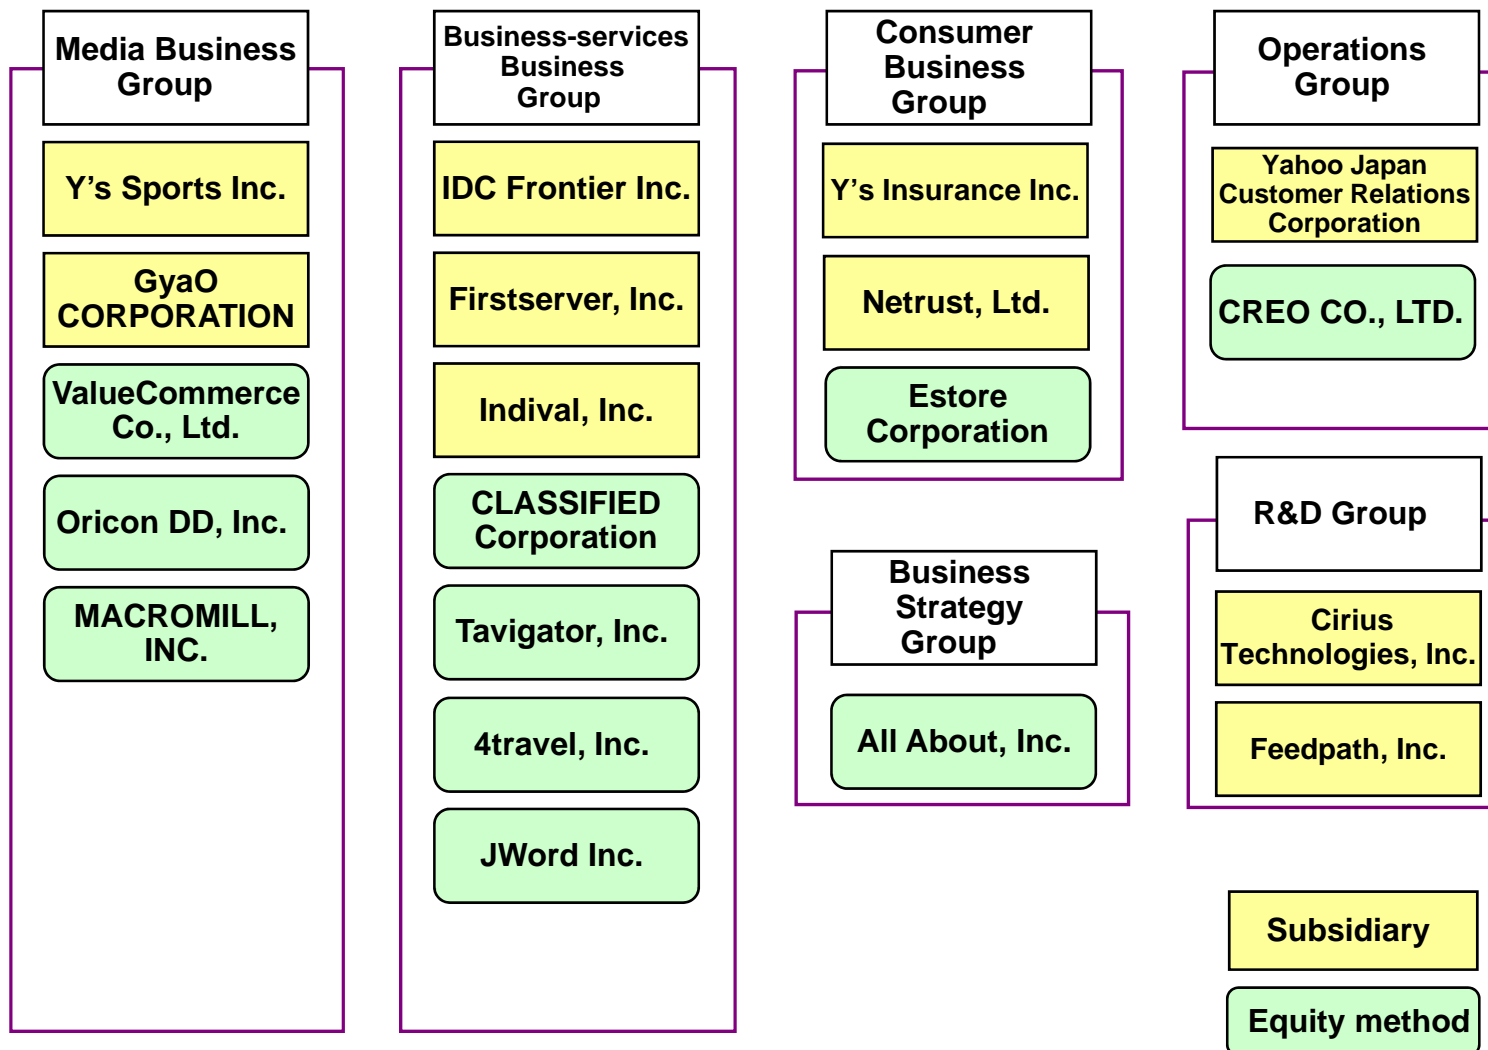 Media Business
Group
Y’s Sports Inc.
GyaO
CORPORATION
ValueCommerce
Co., Ltd.
Oricon DD, Inc.
MACROMILL,
INC.
Business-services
Business
Group
IDC Frontier Inc.
Firstserver, Inc.
Indival, Inc.
CLASSIFIED
Corporation
Tavigator, Inc.
4travel, Inc.
JWord Inc.
Consumer
Business
Group
Y’s Insurance Inc.
Netrust, Ltd.
Estore
Corporation
Business
Strategy
Group
All About, Inc.
Operations
Group
Yahoo Japan
Customer Relations
Corporation
CREO CO., LTD.
R&D Group
Cirius
Technologies, Inc.
Feedpath, Inc.
Subsidiary
Equity method